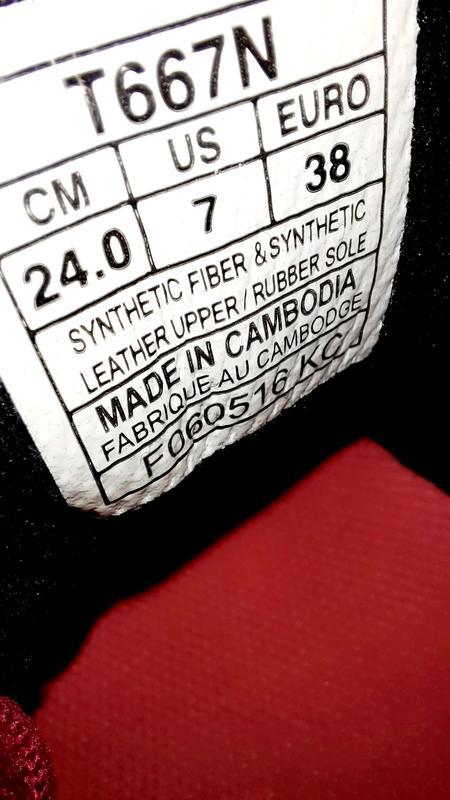 T667N
CM US EURO
24.0 7 38
SYNTHETIC FIBER & SYNTHETIC
LEATHER UPPER / RUBBER SOLE
MADE IN CAMBODIA
FABRIQUE AU CAMBODGE
F060516 KCJ